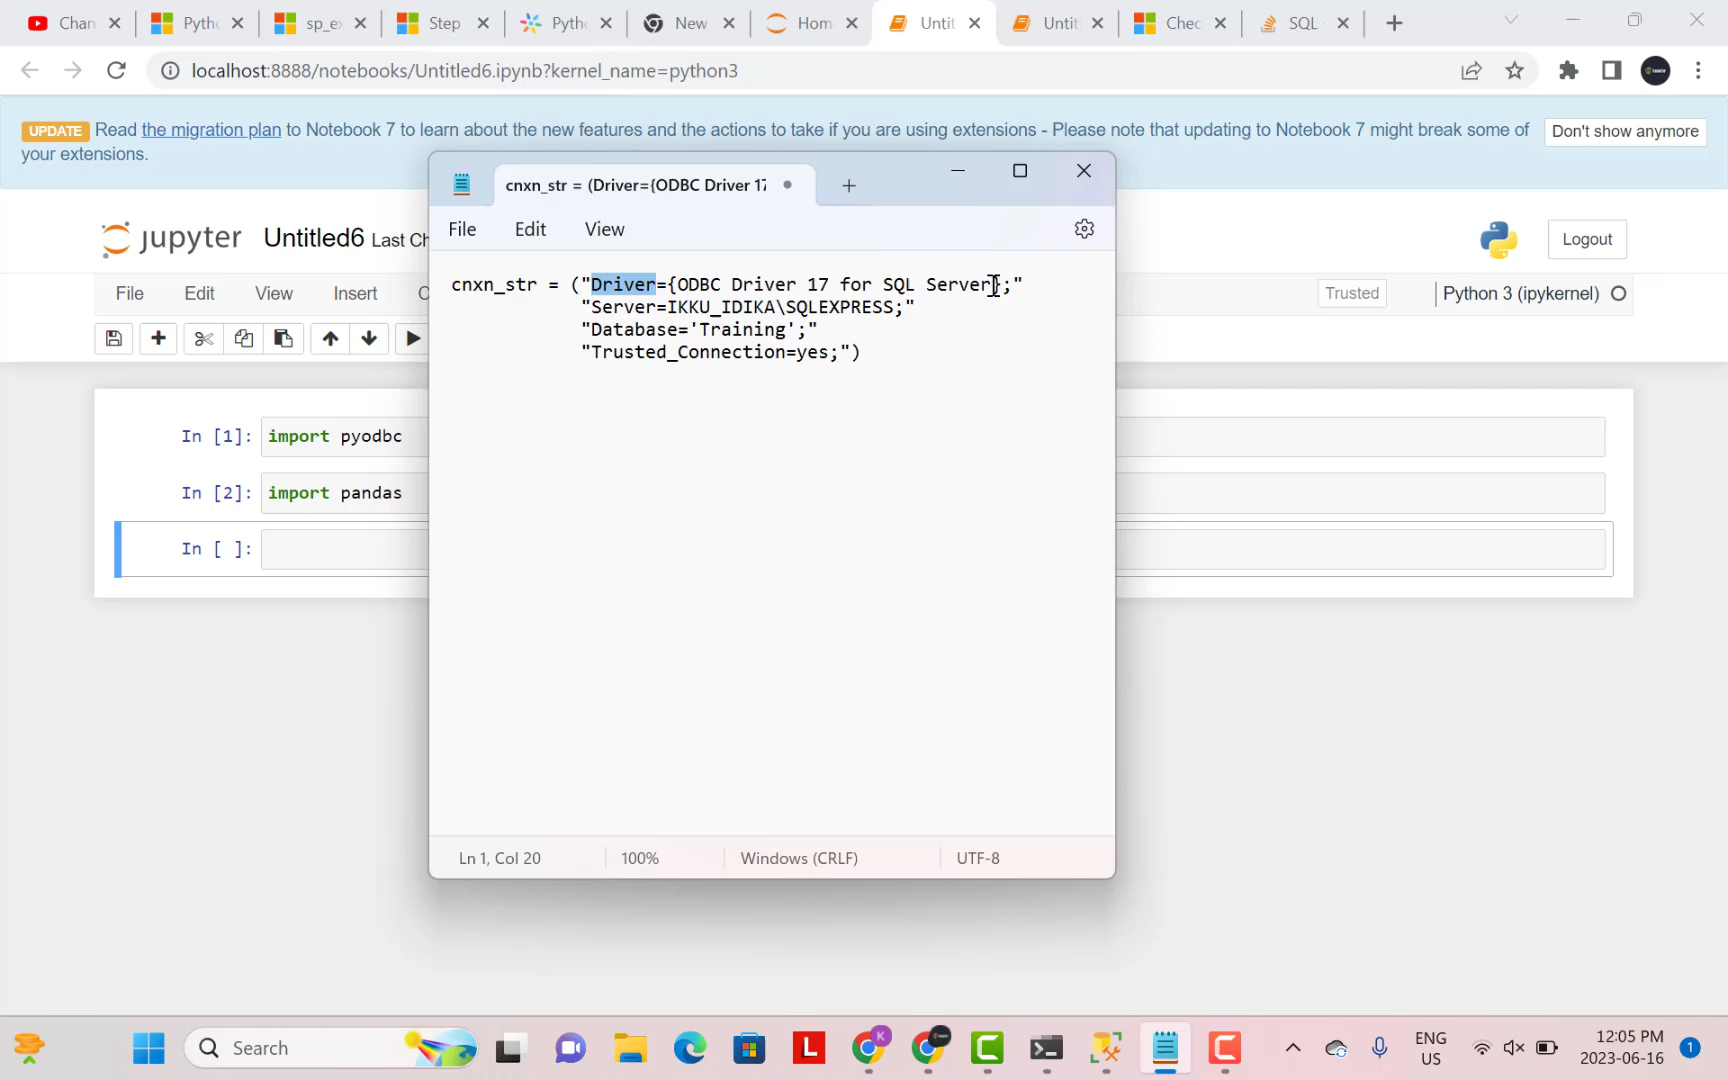 Chan
Pytho
sp_ex
Step
Pytho
New
Hom
Untit
Untit
Chec
SQL
localhost:8888/notebooks/Untitled6.ipynb?kernel_name=python3
UPDATE Read the migration plan to Notebook 7 to learn about the new features and the actions to take if you are using extensions - Please note that updating to Notebook 7 might break some of
your extensions.
Don't show anymore
cnxn_str = (Driver={ODBC Driver 17
File Edit View
cnxn_str = ("Driver={ODBC Driver 17 for SQL Server};"
"Server=IKKU_IDIKA\SQLEXPRESS;"
"Database='Training';"
"Trusted_Connection=yes;")
Ln 1, Col 20 100% Windows (CRLF) UTF-8
jupyter Untitled6 Last Ch
Logout
File Edit View Insert C
Trusted Python 3 (ipykernel)
In [1]: import pyodbc
In [2]: import pandas
In [ ]:
Search
L
K
ENG
US
12:05 PM
2023-06-16
1